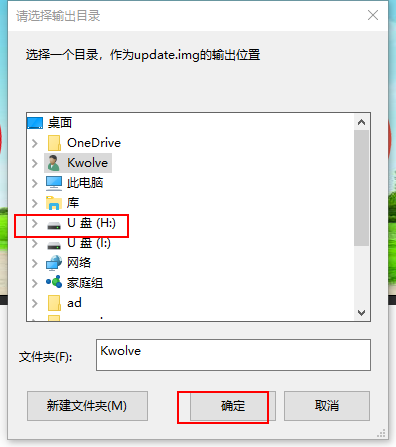 请选择输出目录
选择一个目录，作为update.img的输出位置
桌面
OneDrive
Kwolve
此电脑
库
U 盘 (H:)
U 盘 (I:)
网络
家庭组
ad
文件夹(F):
Kwolve
新建文件夹(M)
确定
取消